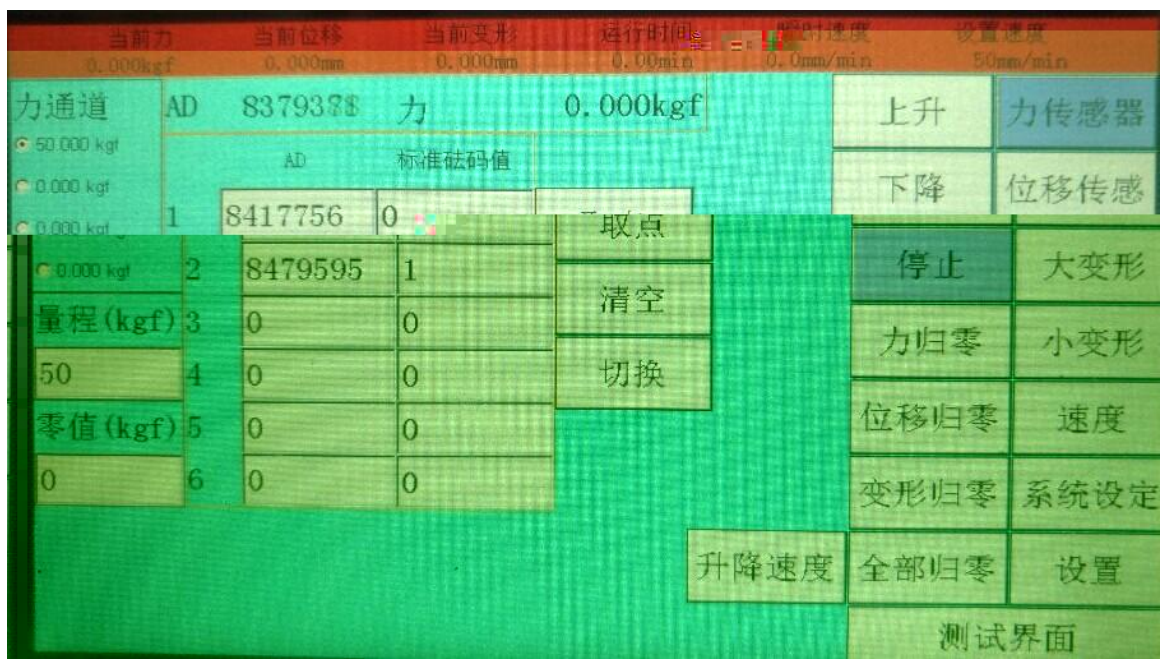 当前力 当前位移 当前变形 运行时间 瞬时速度 设置速度
0.000kgf 0.000mm 0.000mm 0.00min 0.0mm/min 50mm/min
力通道 AD 力 0.000kgf 上升 力传感器
50.000 kgf
AD 标准砝码值
0.000 kgf 下降 位移传感
0.000 kgf 1 8417756 0 取点
0.000 kgf 2 8479595 1 停止 大变形
清空
量程(kgf) 3 0 0 力归零 小变形
50 4 0 0 切换
零值(kgf) 5 0 0 位移归零 速度
0 6 0 0 变形归零 系统设定
升降速度 全部归零 设置
测试界面